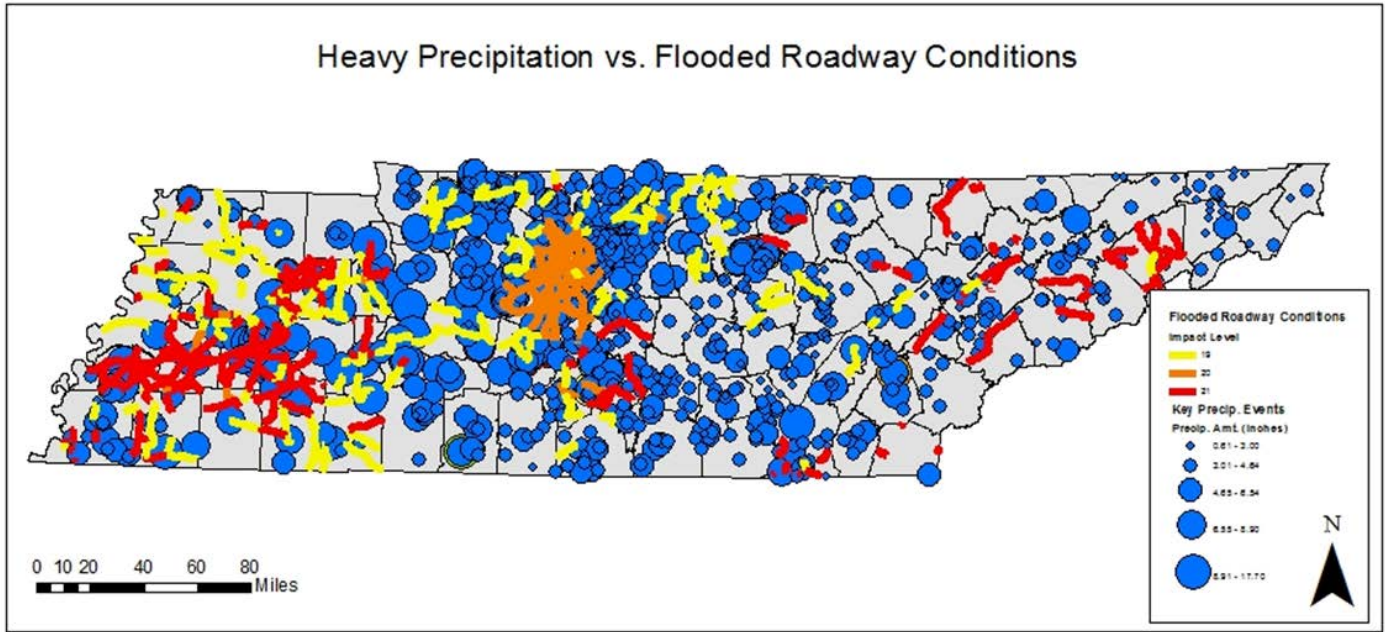 Heavy Precipitation vs. Flooded Roadway Conditions
Flooded Roadway Conditions
Impact Level
19
20
21
Key Precip. Events
Precip. Amt. (Inches)
0.61 - 3.00
3.01 - 4.64
4.65 - 6.54
6.55 - 8.90
8.91 - 17.70
N
0 10 20 40 60 80
Miles